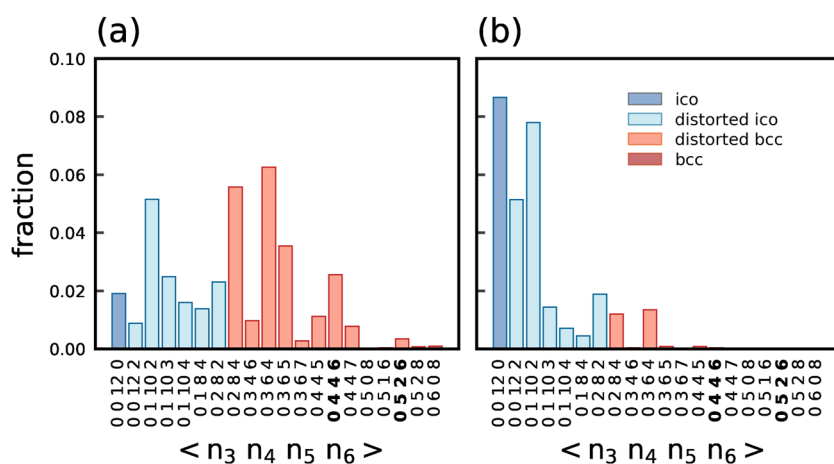 (a)
(b)
fraction
0.10
0.08
0.06
0.04
0.02
0.00
ico
distorted ico
distorted bcc
bcc
0 0 12 0
0 0 12 2
0 1 10 2
0 1 10 3
0 1 10 4
0 1 8 4
0 2 8 2
0 2 8 4
0 3 4 6
0 3 6 4
0 3 6 5
0 3 6 7
0 4 4 5
0 4 4 6
0 4 4 7
0 5 0 8
0 5 1 6
0 5 2 6
0 5 2 8
0 6 0 8
0 0 12 0
0 0 12 2
0 1 10 2
0 1 10 3
0 1 10 4
0 1 8 4
0 2 8 2
0 2 8 4
0 3 4 6
0 3 6 4
0 3 6 5
0 3 6 7
0 4 4 5
0 4 4 6
0 4 4 7
0 5 0 8
0 5 1 6
0 5 2 6
0 5 2 8
0 6 0 8
< n₃ n₄ n₅ n₆ >
< n₃ n₄ n₅ n₆ >